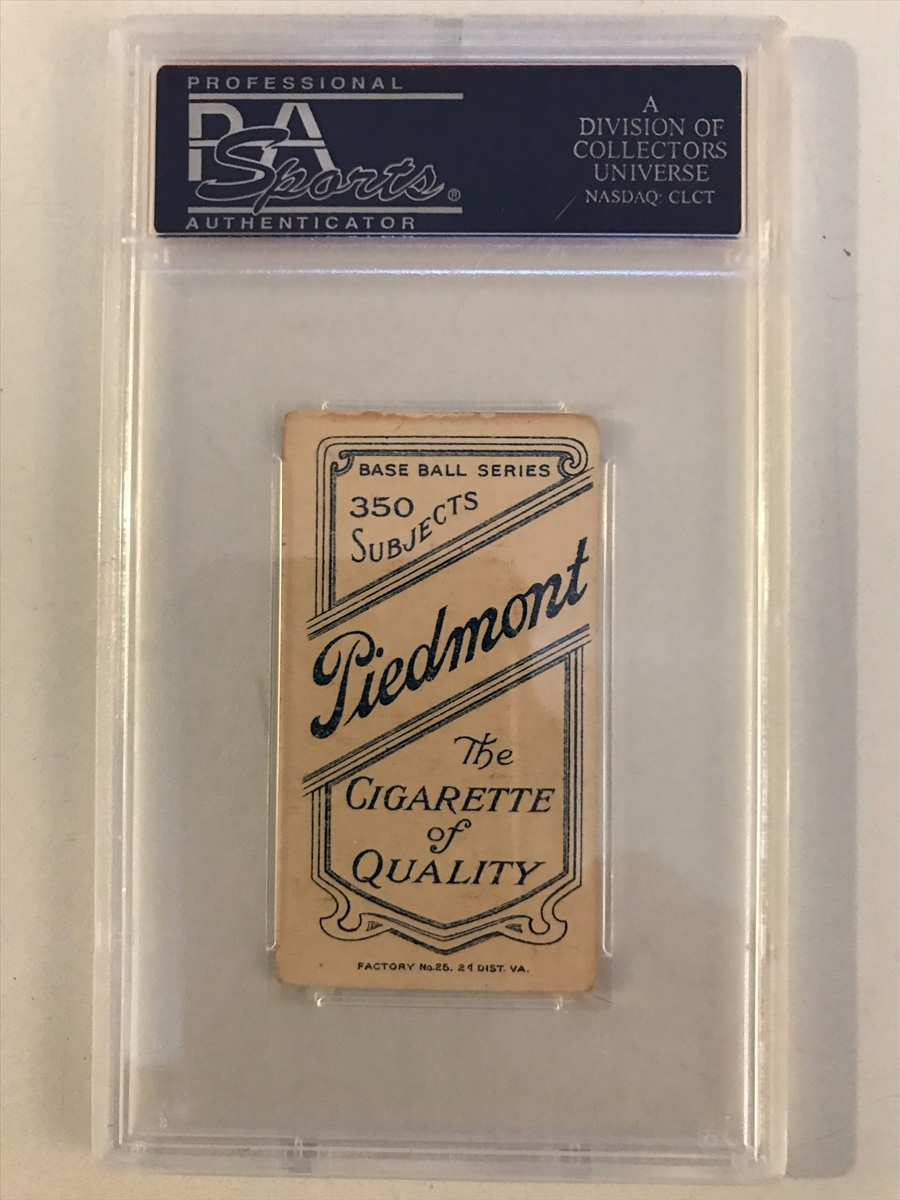 PROFESSIONAL
PSA
Sports®
AUTHENTICATOR
A
DIVISION OF
COLLECTORS
UNIVERSE
NASDAQ: CLCT
BASE BALL SERIES
350
SUBJECTS
Piedmont
The
CIGARETTE
of
QUALITY
FACTORY No. 25. 2d DIST. VA.